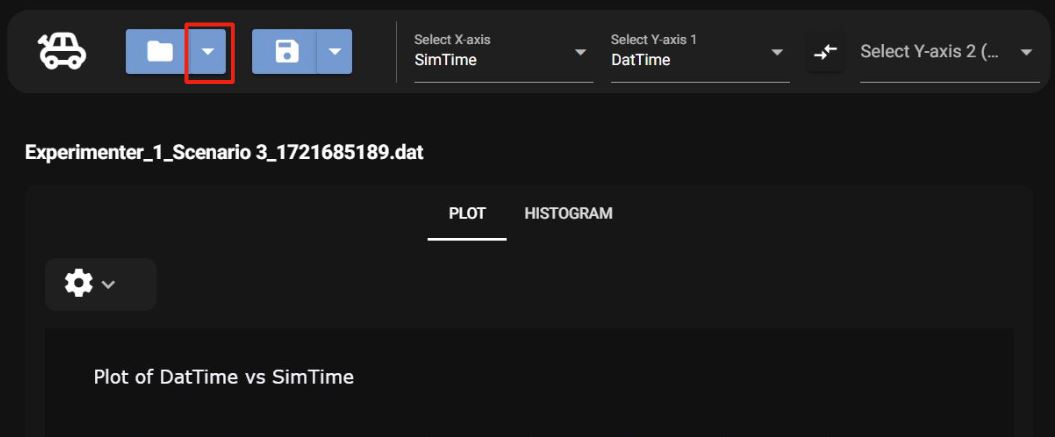 Select X-axis
SimTime
Select Y-axis 1
DatTime
Select Y-axis 2 (...
Experimenter_1_Scenario 3_1721685189.dat
PLOT
HISTOGRAM
Plot of DatTime vs SimTime